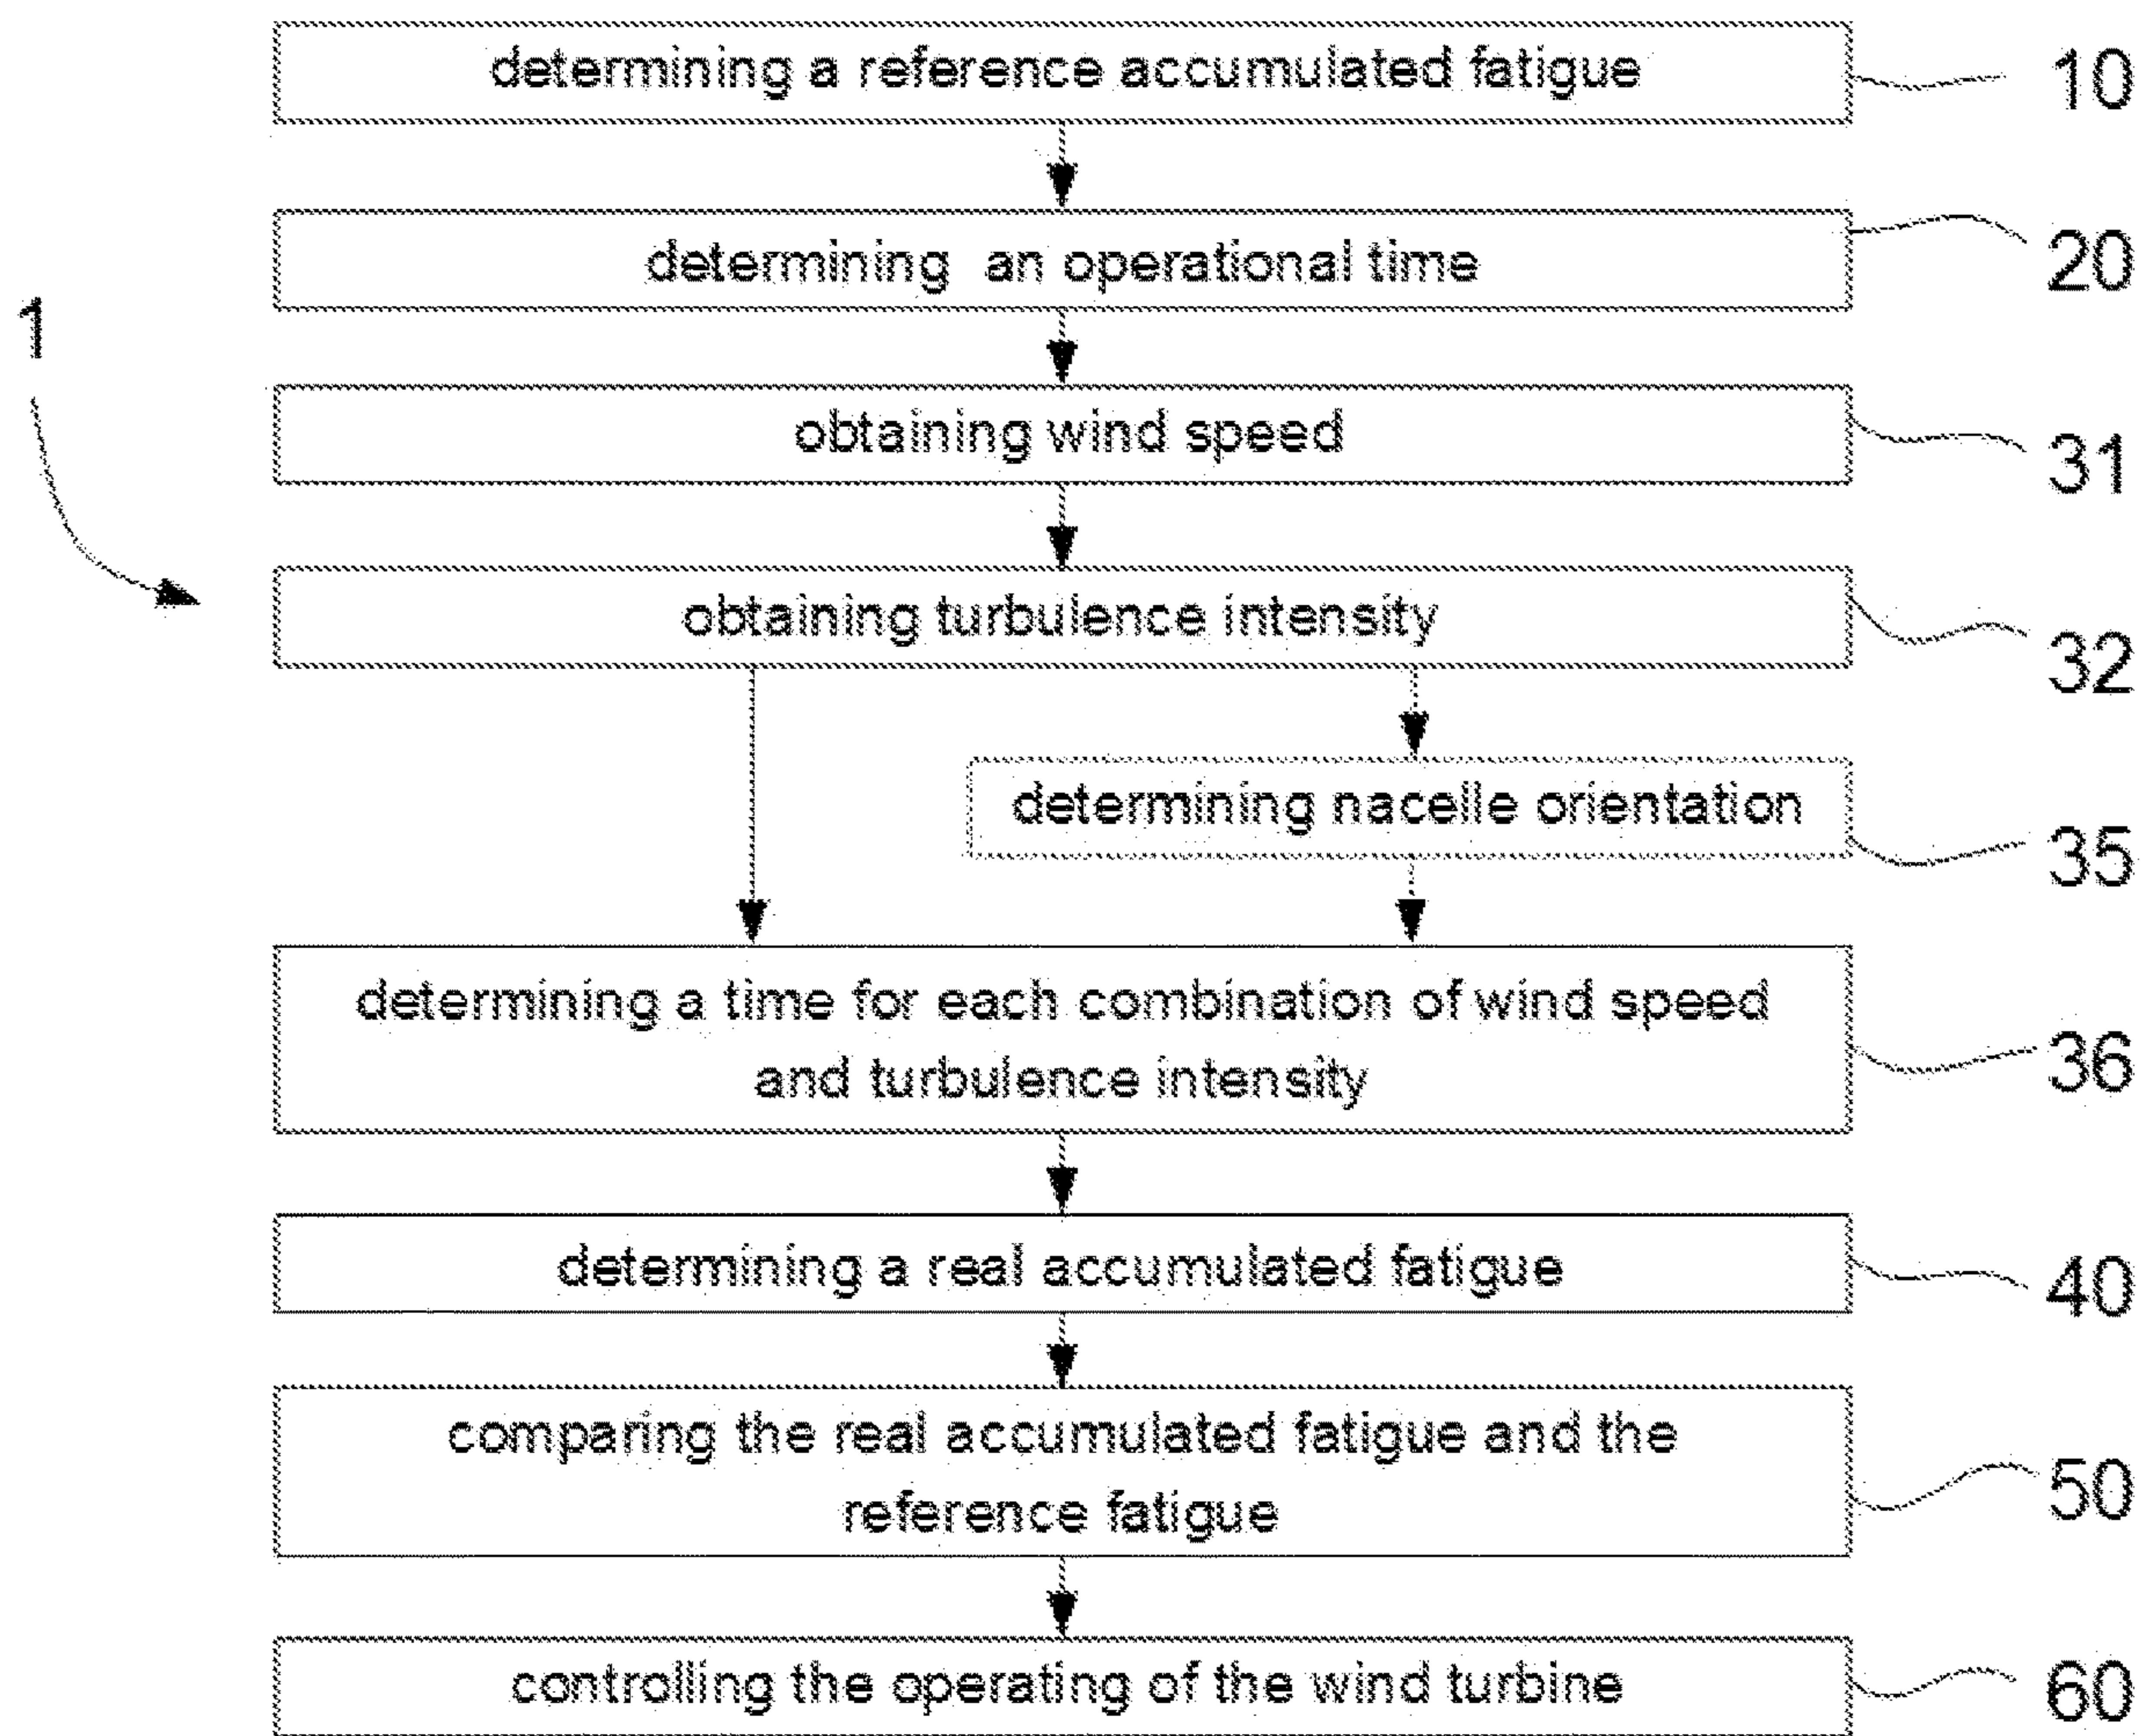 determining a reference accumulated fatigue
10
determining an operational time
20
1
obtaining wind speed
31
obtaining turbulence intensity
32
determining nacelle orientation
35
determining a time for each combination of wind speed
and turbulence intensity
36
determining a real accumulated fatigue
40
comparing the real accumulated fatigue and the
reference fatigue
50
controlling the operating of the wind turbine
60